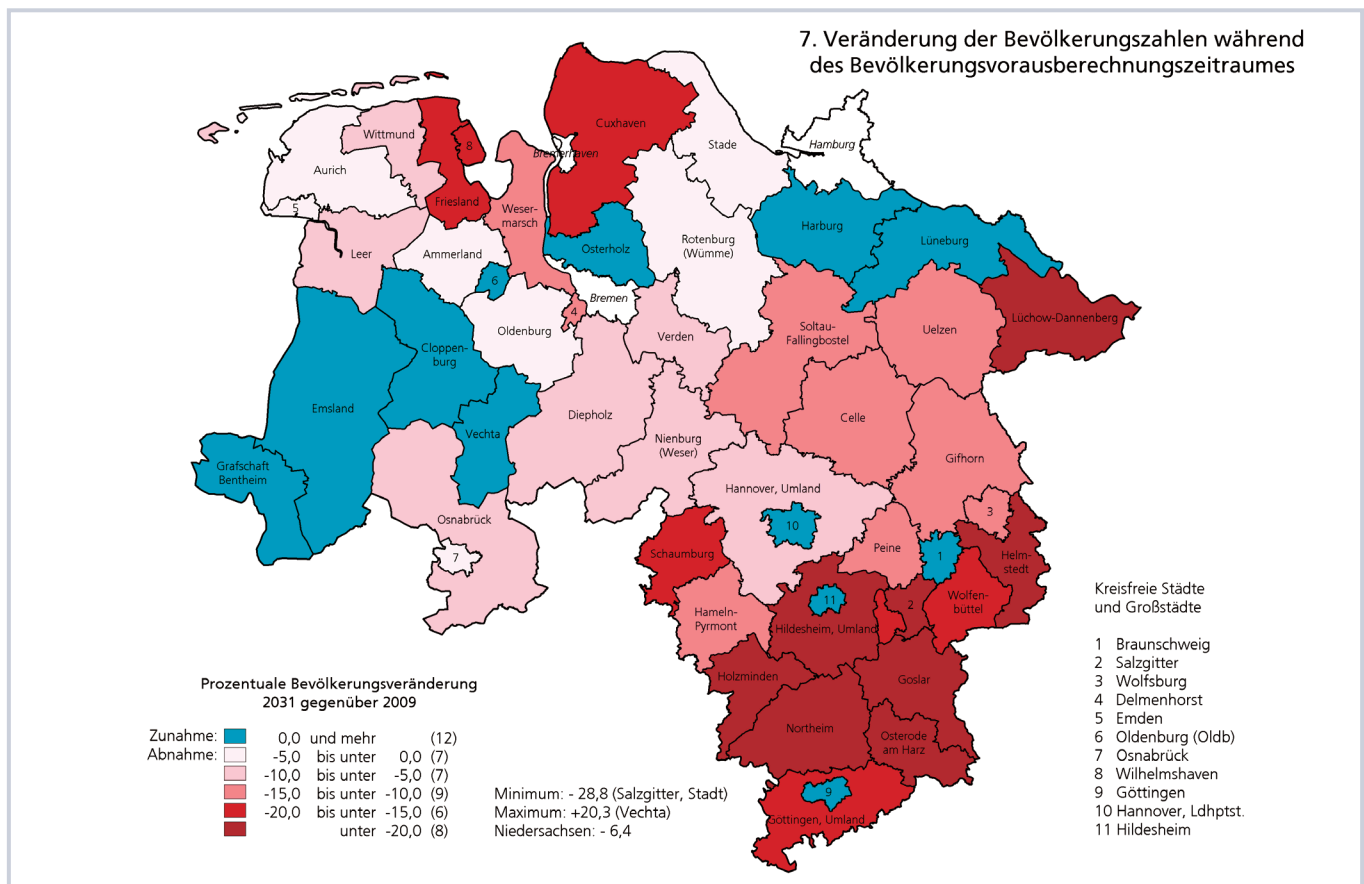 7. Veränderung der Bevölkerungszahlen während
des Bevölkerungsvorausberechnungszeitraumes
Cuxhaven
Wittmund
Stade
Hamburg
8
Bremerhaven
Aurich
Friesland
5
Weser-
marsch
Harburg
Lüneburg
Rotenburg
(Wümme)
Osterholz
Leer
Ammerland
6
Bremen
4
Lüchow-Dannenberg
Soltau-
Fallingbostel
Uelzen
Oldenburg
Verden
Cloppen-
burg
Emsland
Diepholz
Celle
Vechta
Nienburg
(Weser)
Gifhorn
Grafschaft
Bentheim
Hannover, Umland
Osnabrück
10
3
7
Schaumburg
Peine
1
Helm-
stedt
Wolfen-
büttel
11
2
Hameln-
Pyrmont
Hildesheim, Umland
Holzminden
Goslar
Northeim
Osterode
am Harz
9
Göttingen, Umland
Kreisfreie Städte
und Großstädte
1 Braunschweig
2 Salzgitter
3 Wolfsburg
4 Delmenhorst
5 Emden
6 Oldenburg (Oldb)
7 Osnabrück
8 Wilhelmshaven
9 Göttingen
10 Hannover, Ldhptst.
11 Hildesheim
Prozentuale Bevölkerungsveränderung
2031 gegenüber 2009
Zunahme: 0,0 und mehr (12)
Abnahme: -5,0 bis unter 0,0 (7)
-10,0 bis unter -5,0 (7)
-15,0 bis unter -10,0 (9)
-20,0 bis unter -15,0 (6)
unter -20,0 (8)
Minimum: - 28,8 (Salzgitter, Stadt)
Maximum: +20,3 (Vechta)
Niedersachsen: - 6,4